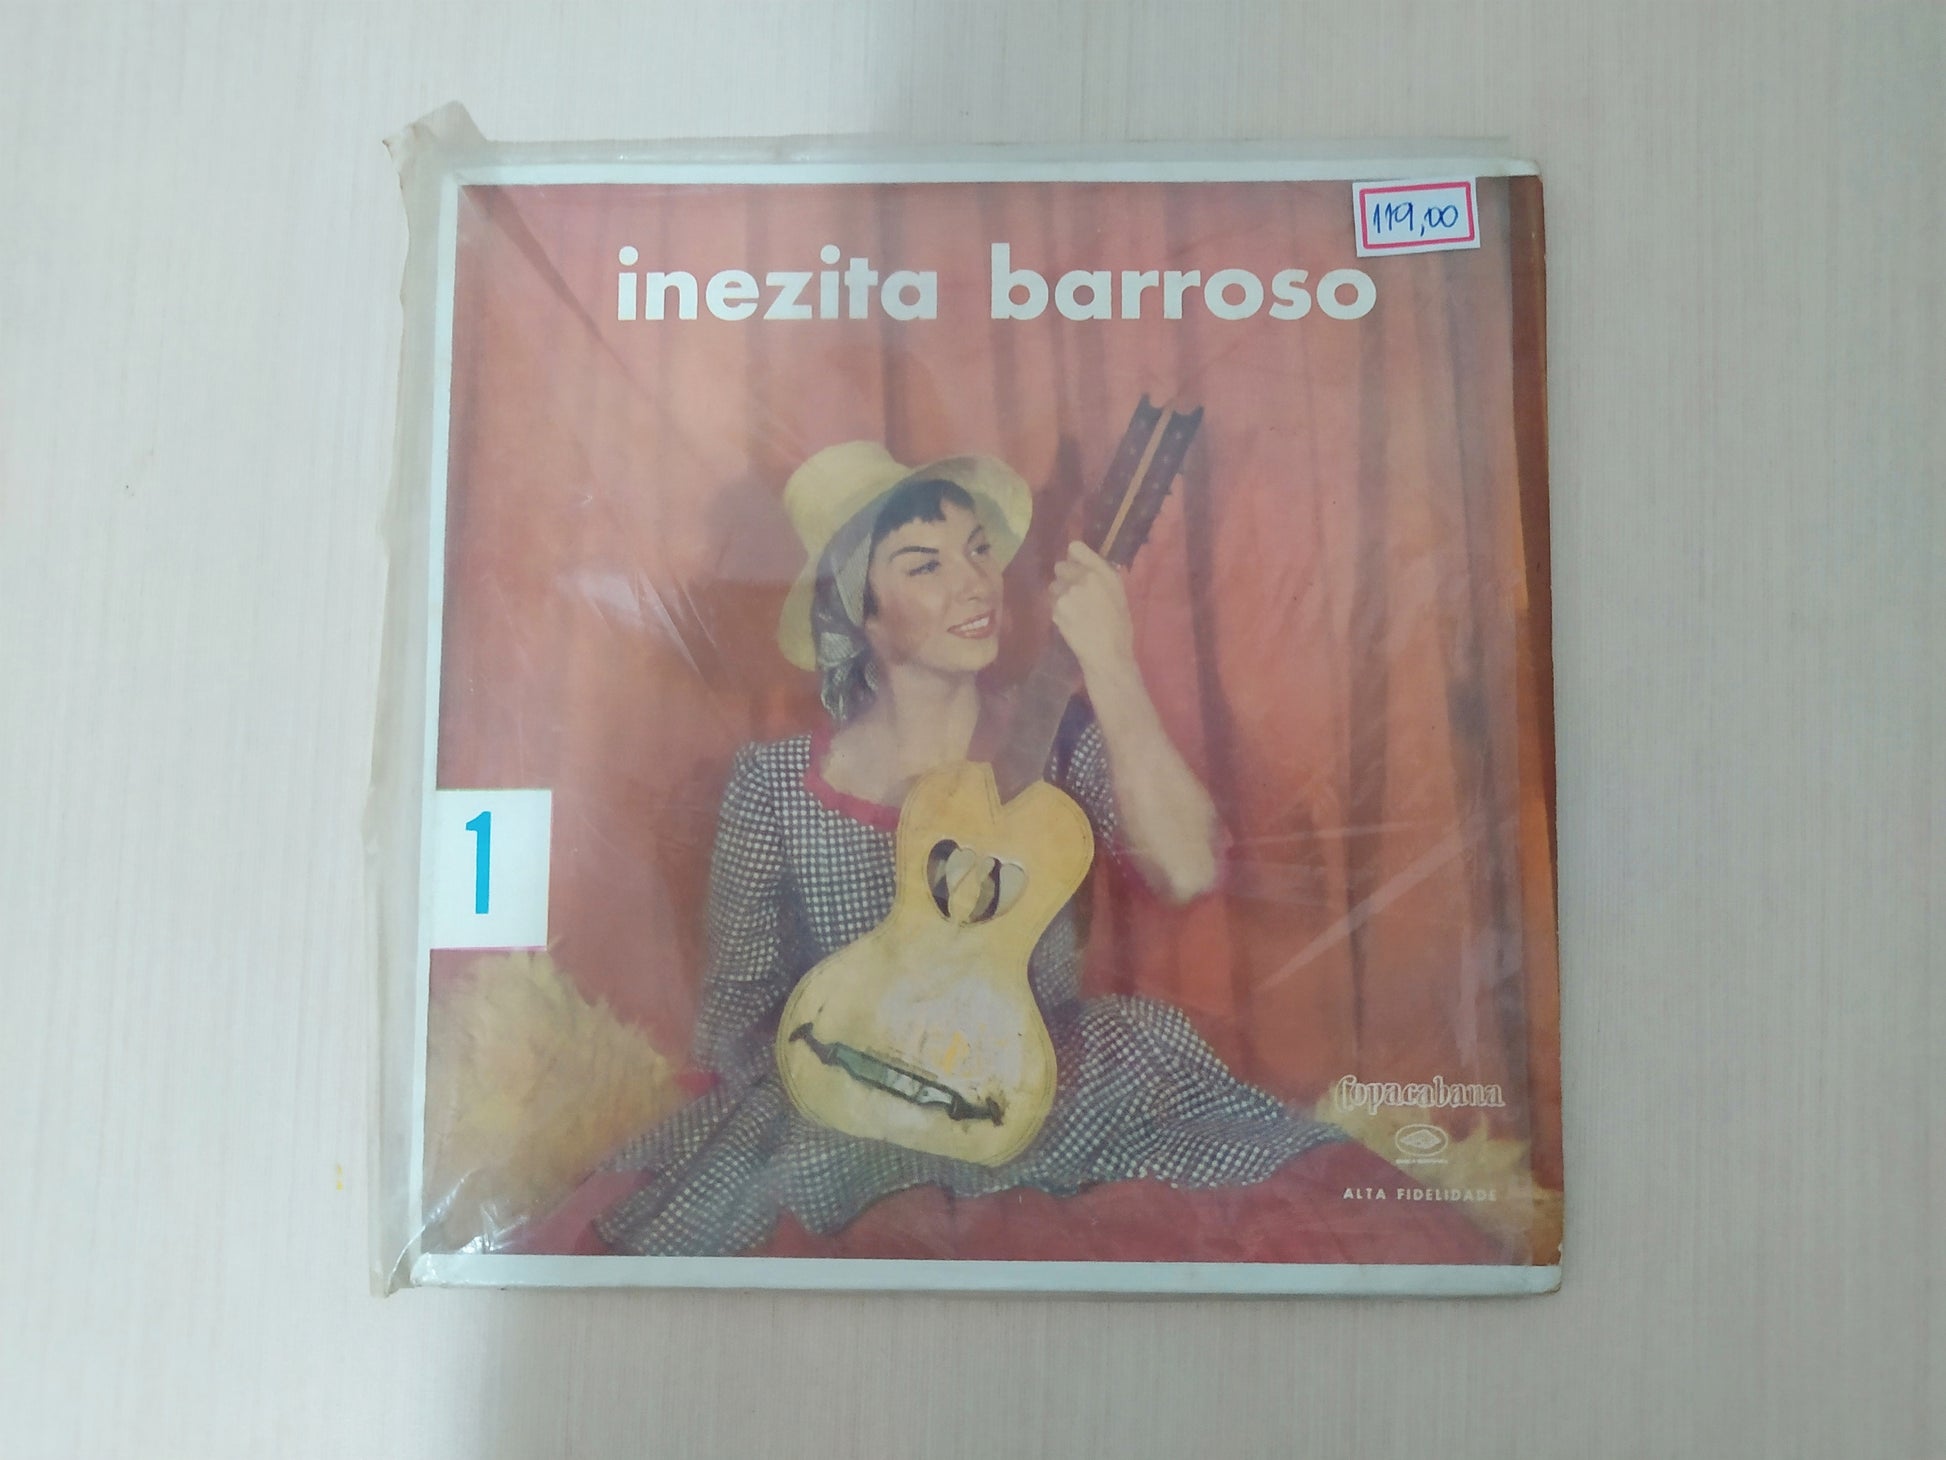 119,00
inezita barroso
1
Copacabana
ALTA FIDELIDADE